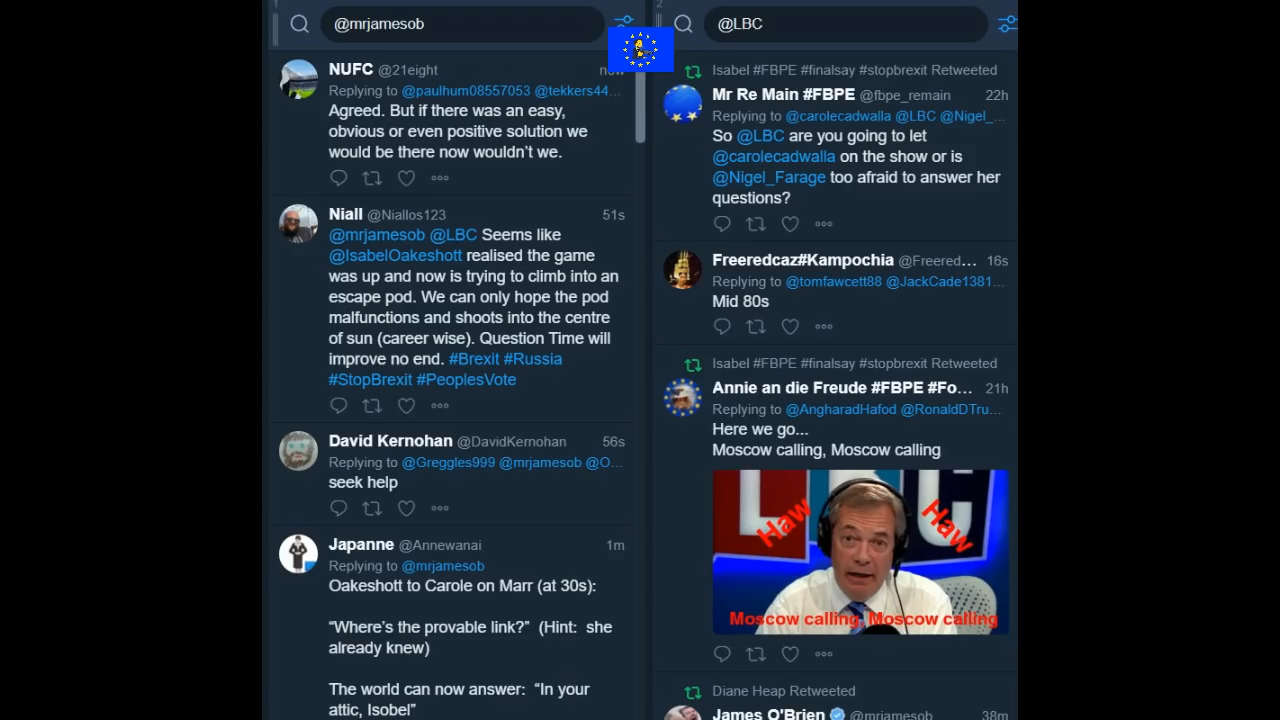 1
@mrjamesob
NUFC @21eight
Replying to @paulhum08557053 @tekkers44...
Agreed. But if there was an easy,
obvious or even positive solution we
would be there now wouldn't we.
Niall @Niallos123 51s
@mrjamesob @LBC Seems like
@IsabelOakeshott realised the game
was up and now is trying to climb into an
escape pod. We can only hope the pod
malfunctions and shoots into the centre
of sun (career wise). Question Time will
improve no end. #Brexit #Russia
#StopBrexit #PeoplesVote
David Kernohan @DavidKernohan 56s
Replying to @Greggles999 @mrjamesob @O...
seek help
Japanne @Annewanai 1m
Replying to @mrjamesob
Oakeshott to Carole on Marr (at 30s):
“Where’s the provable link?” (Hint: she
already knew)
The world can now answer: “In your
attic, Isobel”
2
@LBC
Isabel #FBPE #finalsay #stopbrexit Retweeted
Mr Re Main #FBPE @fbpe_remain 22h
Replying to @carolecadwalla @LBC @Nigel_...
So @LBC are you going to let
@carolecadwalla on the show or is
@Nigel_Farage too afraid to answer her
questions?
Freeredcaz#Kampochia @Freered... 16s
Replying to @tomfawcett88 @JackCade1381...
Mid 80s
Isabel #FBPE #finalsay #stopbrexit Retweeted
Annie an die Freude #FBPE #Fo... 21h
Replying to @AngharadHafod @RonaldDTru...
Here we go...
Moscow calling, Moscow calling
Haw
Haw
Moscow calling, Moscow calling
Diane Heap Retweeted
James O'Brien @mrjamesob 38m